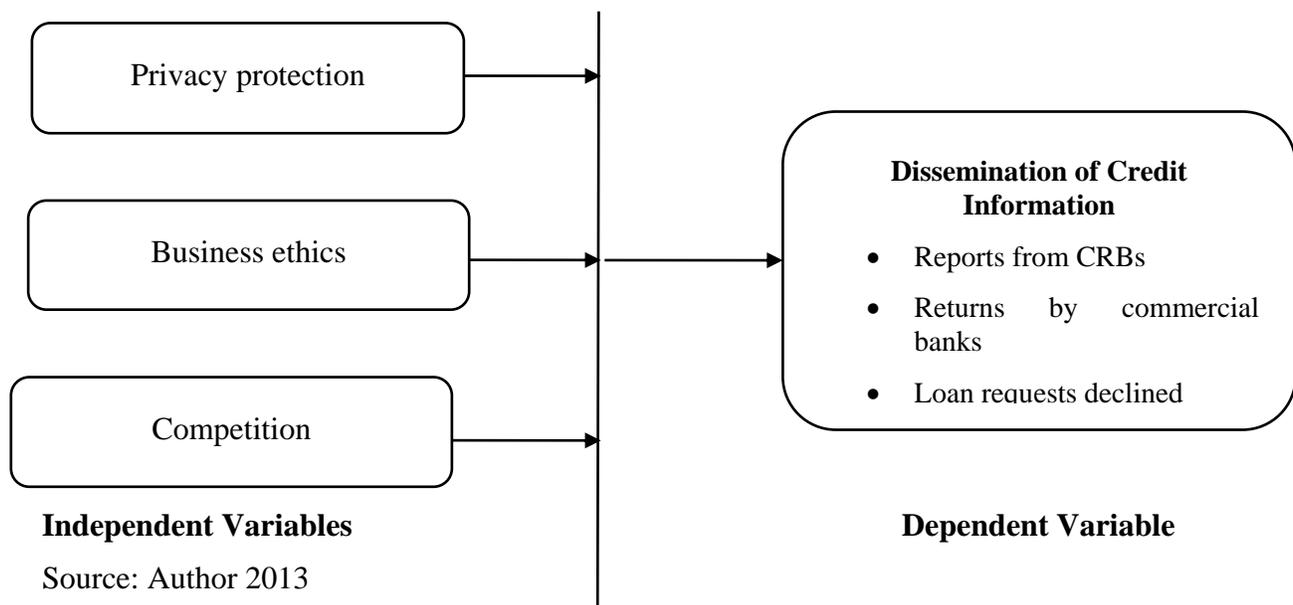 Privacy protection
Business ethics
Competition
Independent Variables
Source: Author 2013
Dissemination of Credit
Information
• Reports from CRBs
• Returns by commercial
banks
• Loan requests declined
Dependent Variable